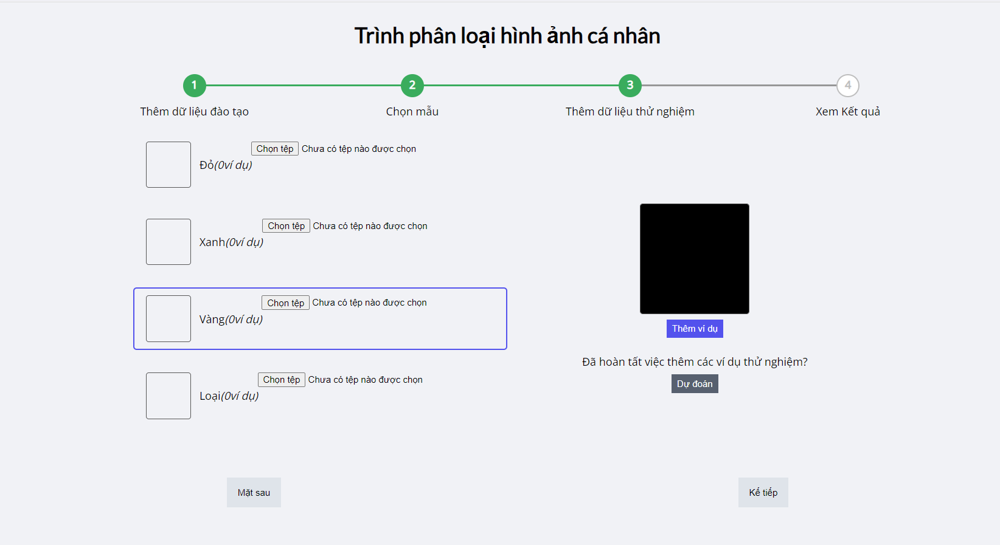 Trình phân loại hình ảnh cá nhân
1
2
3
4
Thêm dữ liệu đào tạo
Chọn mẫu
Thêm dữ liệu thử nghiệm
Xem Kết quả
Chọn tệp Chưa có tệp nào được chọn
Đỏ(0ví dụ)
Chọn tệp Chưa có tệp nào được chọn
Xanh(0ví dụ)
Chọn tệp Chưa có tệp nào được chọn
Vàng(0ví dụ)
Chọn tệp Chưa có tệp nào được chọn
Loại(0ví dụ)
Thêm ví dụ
Đã hoàn tất việc thêm các ví dụ thử nghiệm?
Dự đoán
Mặt sau
Kế tiếp